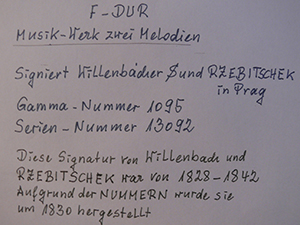 F-DUR
Musik-Werk zwei Melodien
Signiert Willenbácher & und RZEBITSCHEK
in Prag
Gamma-Nummer 1095
Serien-Nummer 13092
Diese Signatur von Willenbach und
RZEBITSCHEK war von 1828-1842
Aufgrund der NUMMERN wurde sie
um 1830 hergestellt